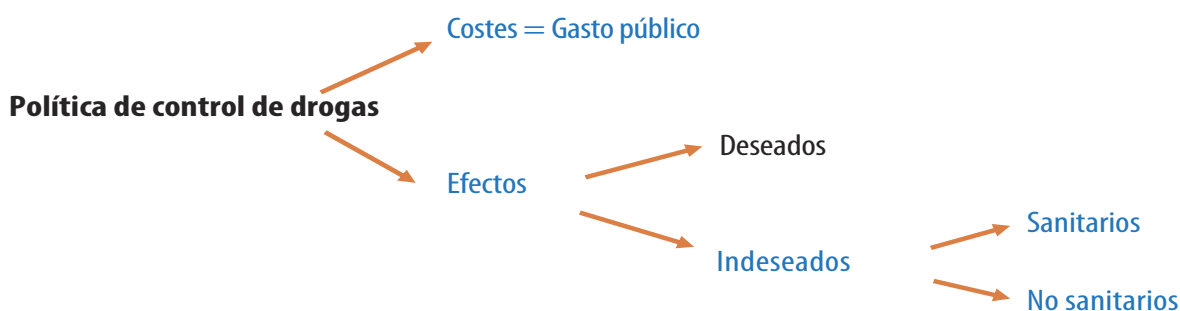 Costes = Gasto público
Política de control de drogas
Deseados
Efectos
Sanitarios
Indeseados
No sanitarios